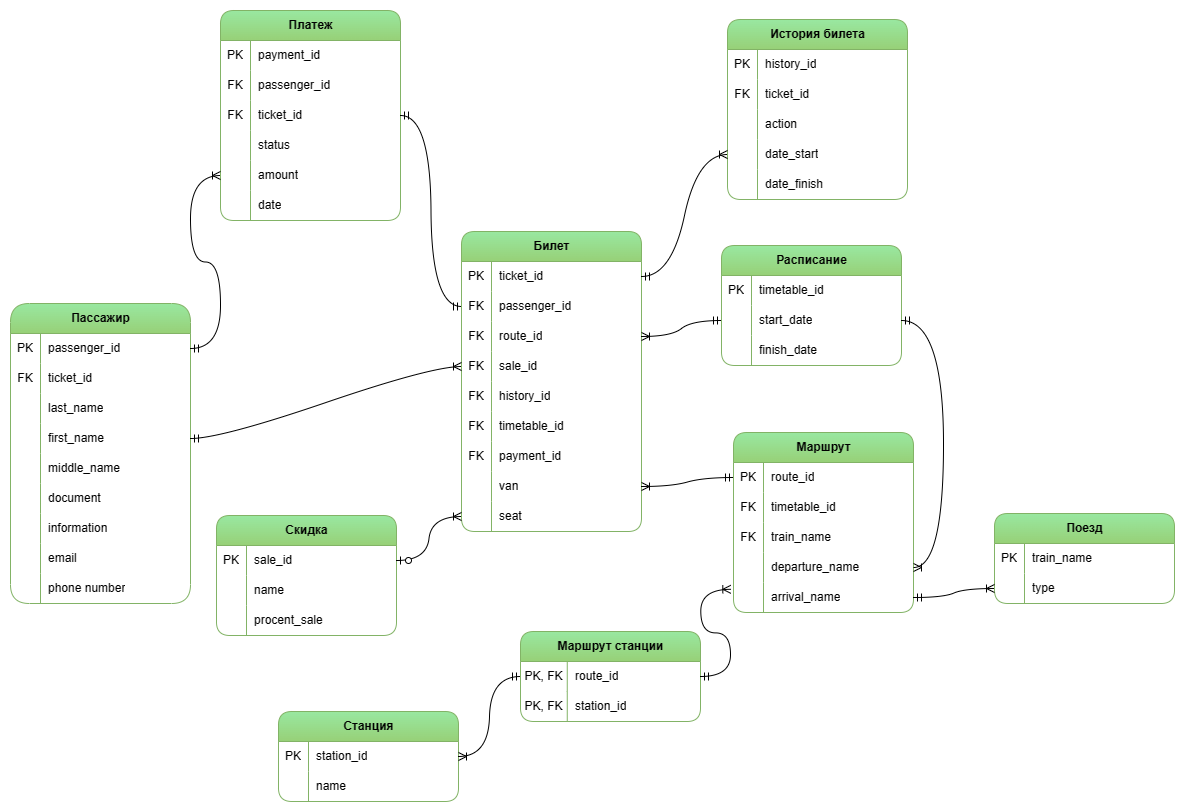 Платеж
PK payment_id
FK passenger_id
FK ticket_id
status
amount
date
История билета
PK history_id
FK ticket_id
action
date_start
date_finish
Билет
PK ticket_id
FK passenger_id
FK route_id
FK sale_id
FK history_id
FK timetable_id
FK payment_id
van
seat
Расписание
PK timetable_id
start_date
finish_date
Пассажир
PK passenger_id
FK ticket_id
last_name
first_name
middle_name
document
information
email
phone number
Маршрут
PK route_id
FK timetable_id
FK train_name
departure_name
arrival_name
Поезд
PK train_name
type
Скидка
PK sale_id
name
procent_sale
Маршрут станции
PK, FK route_id
PK, FK station_id
Станция
PK station_id
name